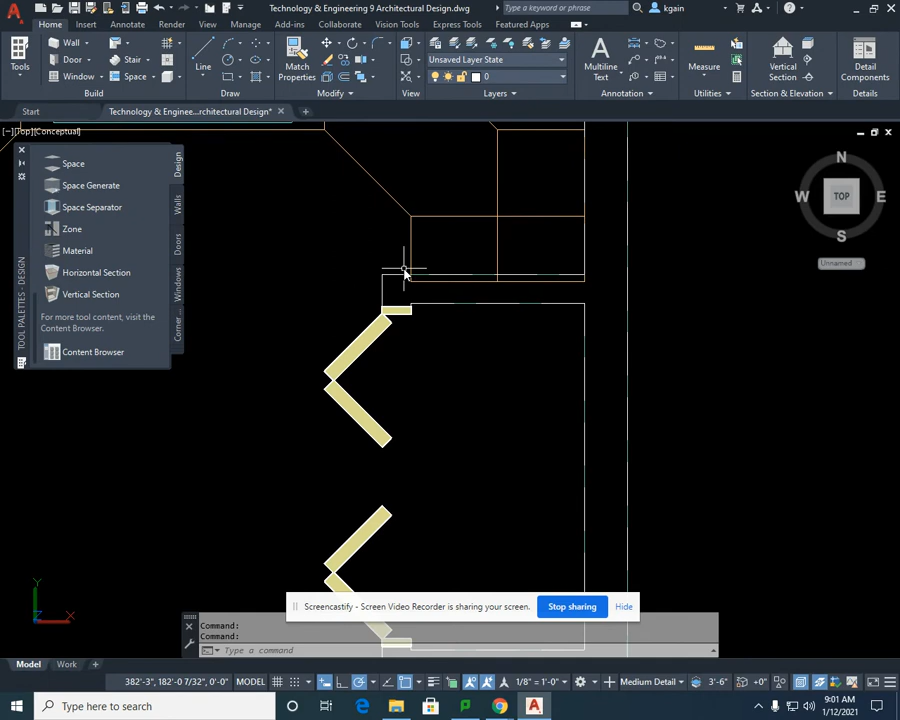 Technology & Engineering 9 Architectural Design.dwg
Type a keyword or phrase
kgain
Home Insert Annotate Render View Manage Add-ins Collaborate Vision Tools Featured Apps
Tools
Wall
Door
Window
Stair
Space
Build
Line
Draw
Match Properties
Modify
View
Unsaved Layer State
0
Layers
Multiline Text
Annotation
Measure
Utilities
Vertical Section
Section & Elevation
Detail Components
Details
Start
Technology & Enginee...rchitectural Design*
[−][Top][Conceptual]
TOOL PALETTES - DESIGN
Space
Space Generate
Space Separator
Zone
Material
Horizontal Section
Vertical Section
For more tool content, visit the
Content Browser.
Content Browser
Design
Walls
Doors
Windows
Corner ...
N
W TOP E
S
Unnamed
Y
X
Screencastify - Screen Video Recorder is sharing your screen.
Stop sharing
Hide
Command:
Command:
Type a command
Model Work
382'-3", 182'-0 7/32", 0'-0" MODEL 1/8" = 1'-0" Medium Detail 3'-6" +0"
Type here to search
9:01 AM
1/12/2021